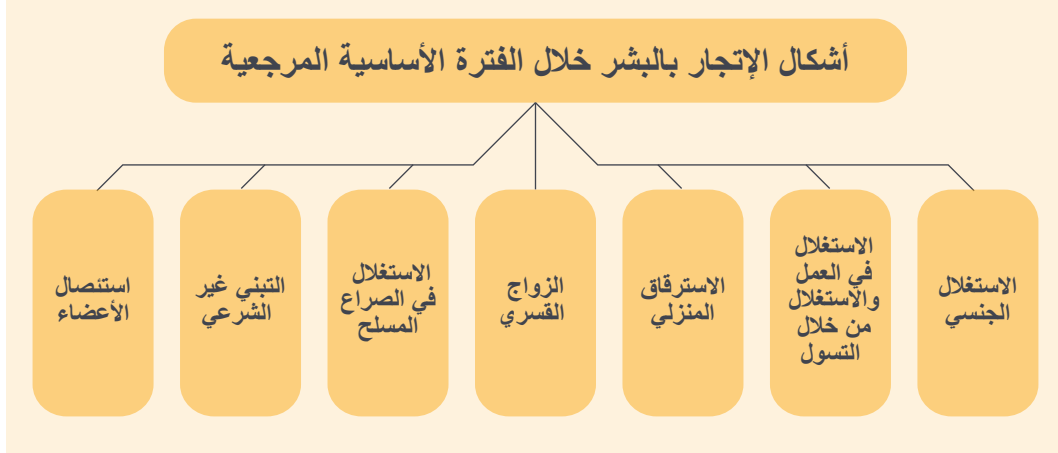 أشكال الإتجار بالبشر خلال الفترة الأساسية المرجعية
الاستغلال
الجنسي
الاستغلال
في العمل
والاستغلال
من خلال
التسول
الاسترقاق
المنزلي
الزواج
القسري
الاستغلال
في الصراع
المسلح
التبني غير
الشرعي
استئصال
الأعضاء